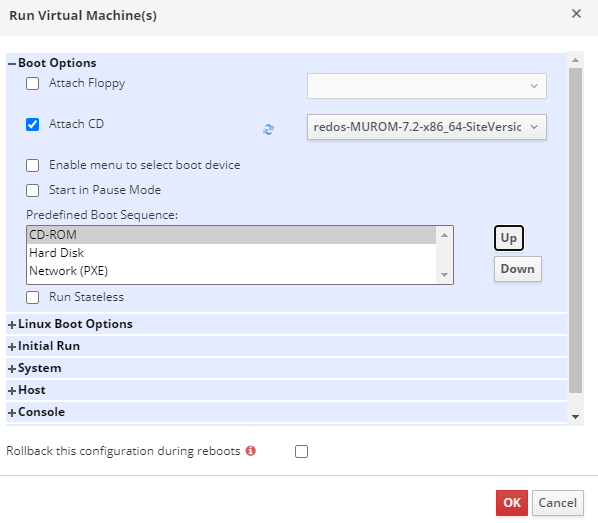 Run Virtual Machine(s)
Boot Options
Attach Floppy
Attach CD
redos-MUROM-7.2-x86_64-SiteVersic
Enable menu to select boot device
Start in Pause Mode
Predefined Boot Sequence:
CD-ROM
Hard Disk
Network (PXE)
Up
Down
Run Stateless
Linux Boot Options
Initial Run
System
Host
Console
Rollback this configuration during reboots
OK
Cancel